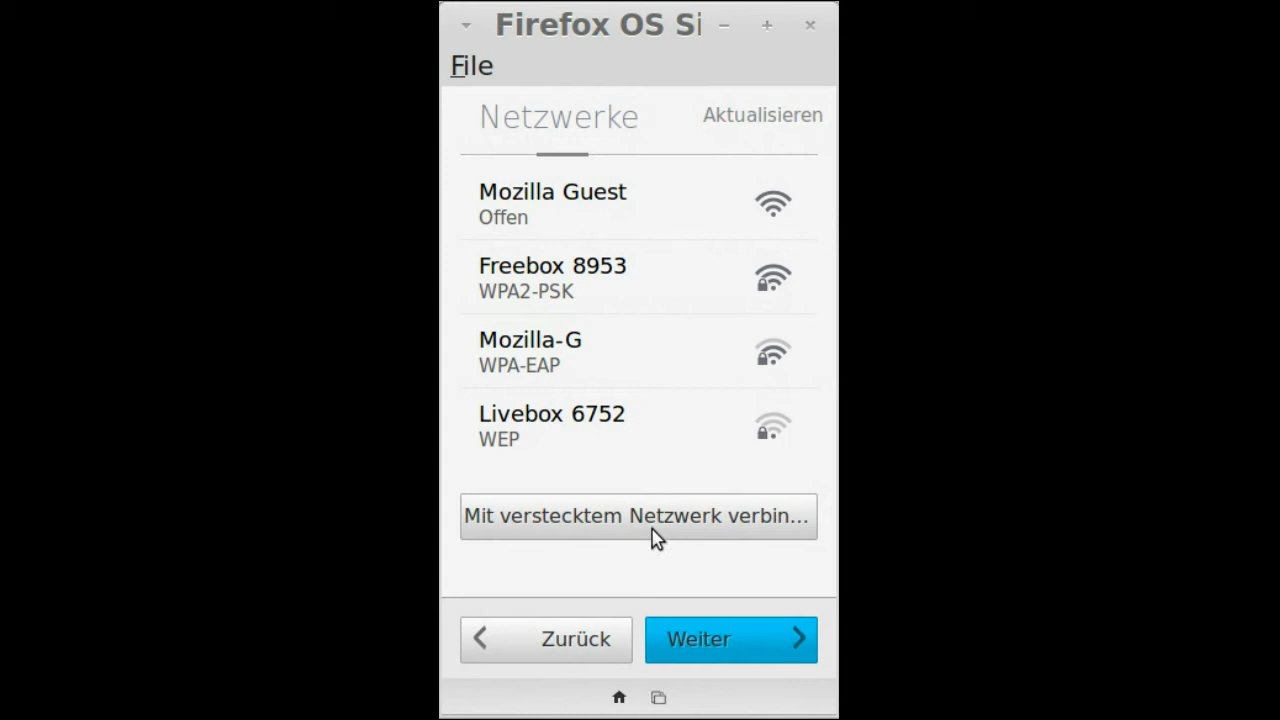 Firefox OS Si
File
Netzwerke
Aktualisieren
Mozilla Guest
Offen
Freebox 8953
WPA2-PSK
Mozilla-G
WPA-EAP
Livebox 6752
WEP
Mit verstecktem Netzwerk verbin...
Zurück
Weiter